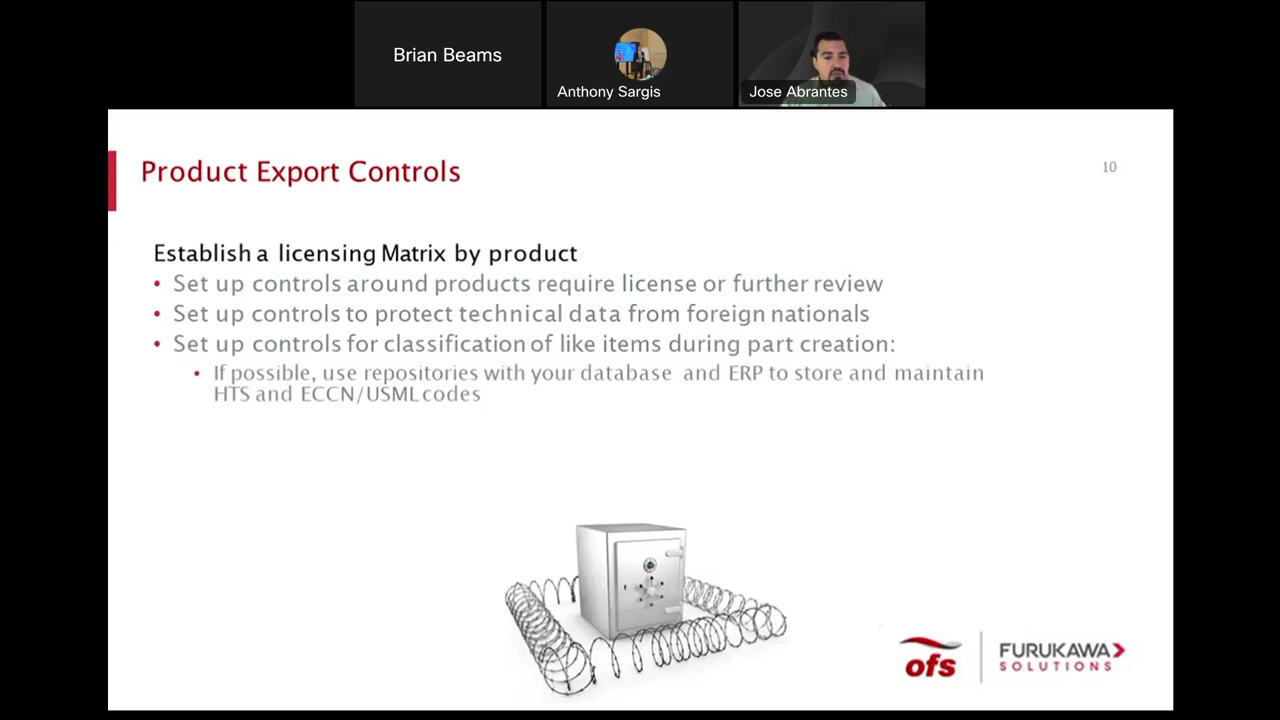 Brian Beams
Anthony Sargis
Jose Abrantes
Product Export Controls
10
Establish a licensing Matrix by product
• Set up controls around products require license or further review
• Set up controls to protect technical data from foreign nationals
• Set up controls for classification of like items during part creation:
• If possible, use repositories with your database and ERP to store and maintain
HTS and ECCN/USML codes
ofs
FURUKAWA
SOLUTIONS